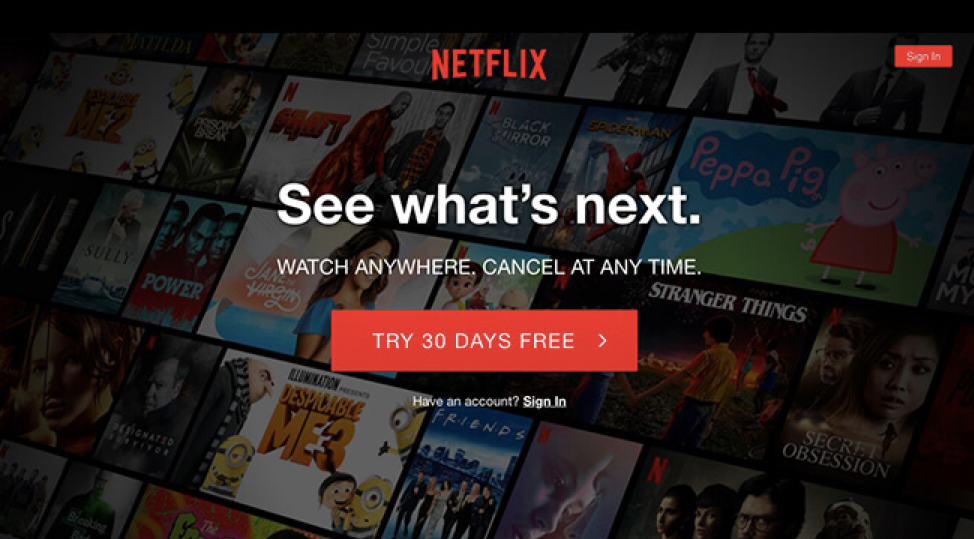 MATILDA
Simple
Favour
NETFLIX
Sign In
DESPICABLE
ME2
PRISON
BREAK
N
SHAFT
N
BLACK
MIRROR
SPIDER-MAN
Peppa Pig
See what's next.
SULLY
POWER
JANE
THE
VIRGIN
WATCH ANYWHERE. CANCEL AT ANY TIME.
STRANGER THINGS
MY
TRY 30 DAYS FREE >
Have an account? Sign In
DESIGNATED
SURVIVOR
ILLUMINATION PRESENTS
DESPICABLE
ME3
FRIENDS
SECRET
OBSESSION
N
Breaking
The